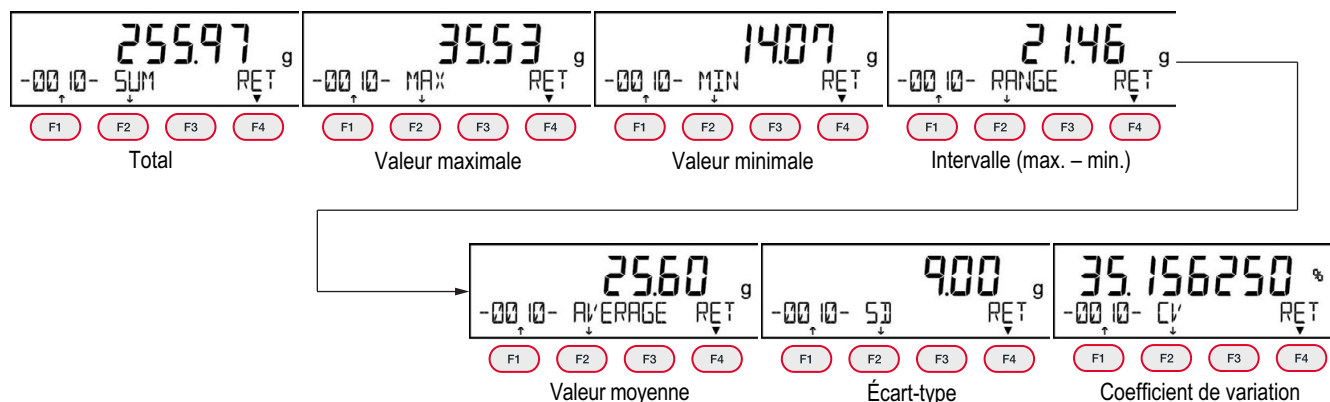 255.97 g
-0010- SUM RET
F1 F2 F3 F4
Total
35.53 g
-0010- MAX RET
F1 F2 F3 F4
Valeur maximale
14.07 g
-0010- MIN RET
F1 F2 F3 F4
Valeur minimale
21.46 g
-0010- RANGE RET
F1 F2 F3 F4
Intervalle (max. – min.)
25.60 g
-0010- AVERAGE RET
F1 F2 F3 F4
Valeur moyenne
9.00 g
-0010- SD RET
F1 F2 F3 F4
Écart-type
35.156250 %
-0010- CV RET
F1 F2 F3 F4
Coefficient de variation